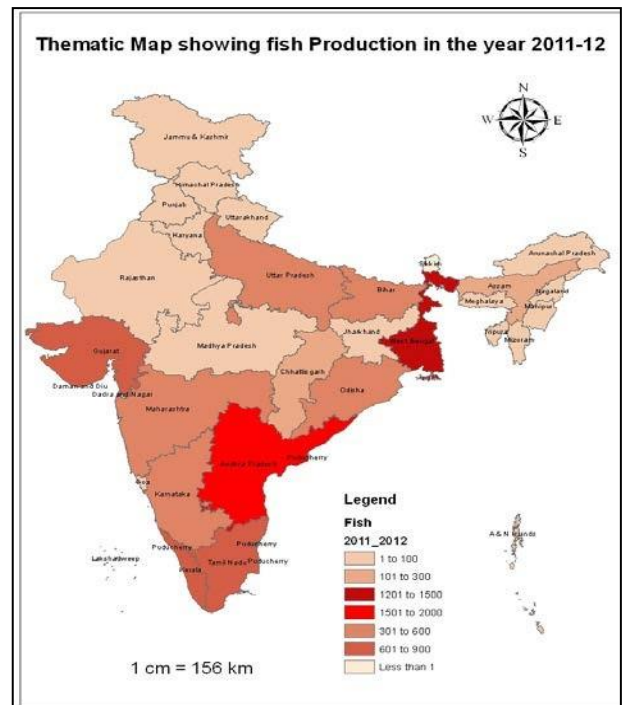 Thematic Map showing fish Production in the year 2011-12
N
W E
S
Jammu & Kashmir
Himachal Pradesh
Punjab
Uttarakhand
Haryana
Arunachal Pradesh
Sikkim
Rajasthan
Uttar Pradesh
Assam
Nagaland
Bihar
Meghalaya
Manipur
Tripura
Mizoram
Jharkhand
West Bengal
Gujarat
Madhya Pradesh
Chhattisgarh
Daman and Diu
Dadra and Nagar
Odisha
Maharashtra
Andhra Pradesh
Puducherry
Goa
Karnataka
Puducherry
Puducherry
Lakshadweep
Kerala
Tamil Nadu
Puducherry
Legend
Fish
2011_2012
1 to 100
101 to 300
1201 to 1500
1501 to 2000
301 to 600
601 to 900
Less than 1
1 cm = 156 km